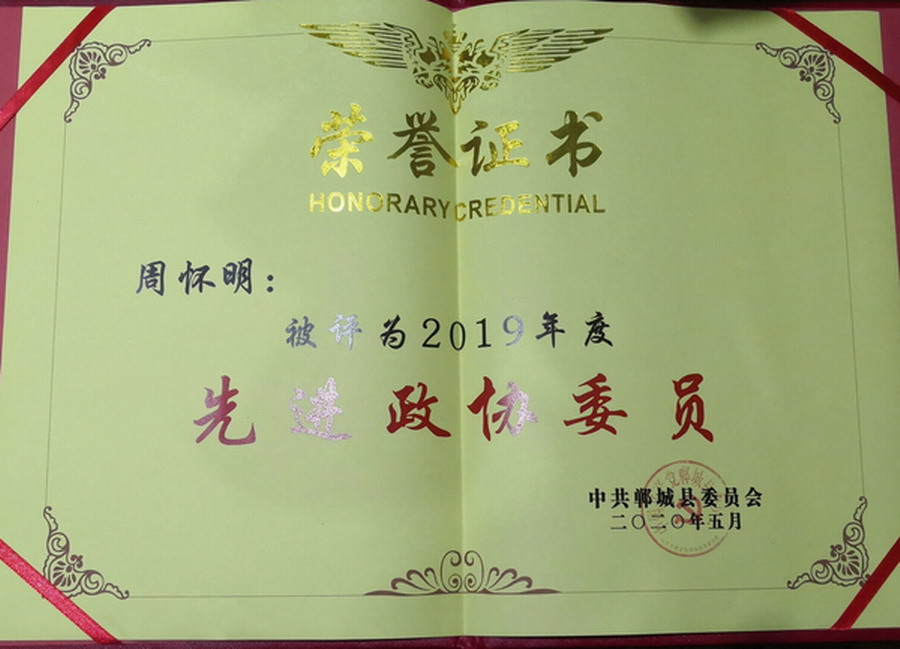 荣誉证书
HONORARY CREDENTIAL
周怀明：
被评为2019年度
先进政协委员
中共郸城县委员会
二〇二〇年五月